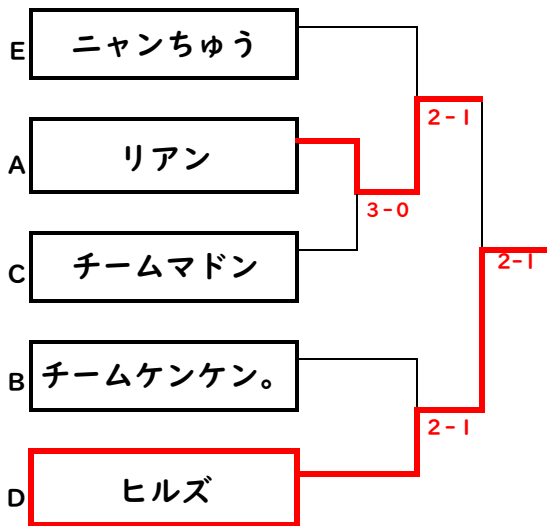 E ニャンちゅう
2-1
A リアン
3-0
C チームマドン
2-1
B チームケンケン。
2-1
D ヒルズ